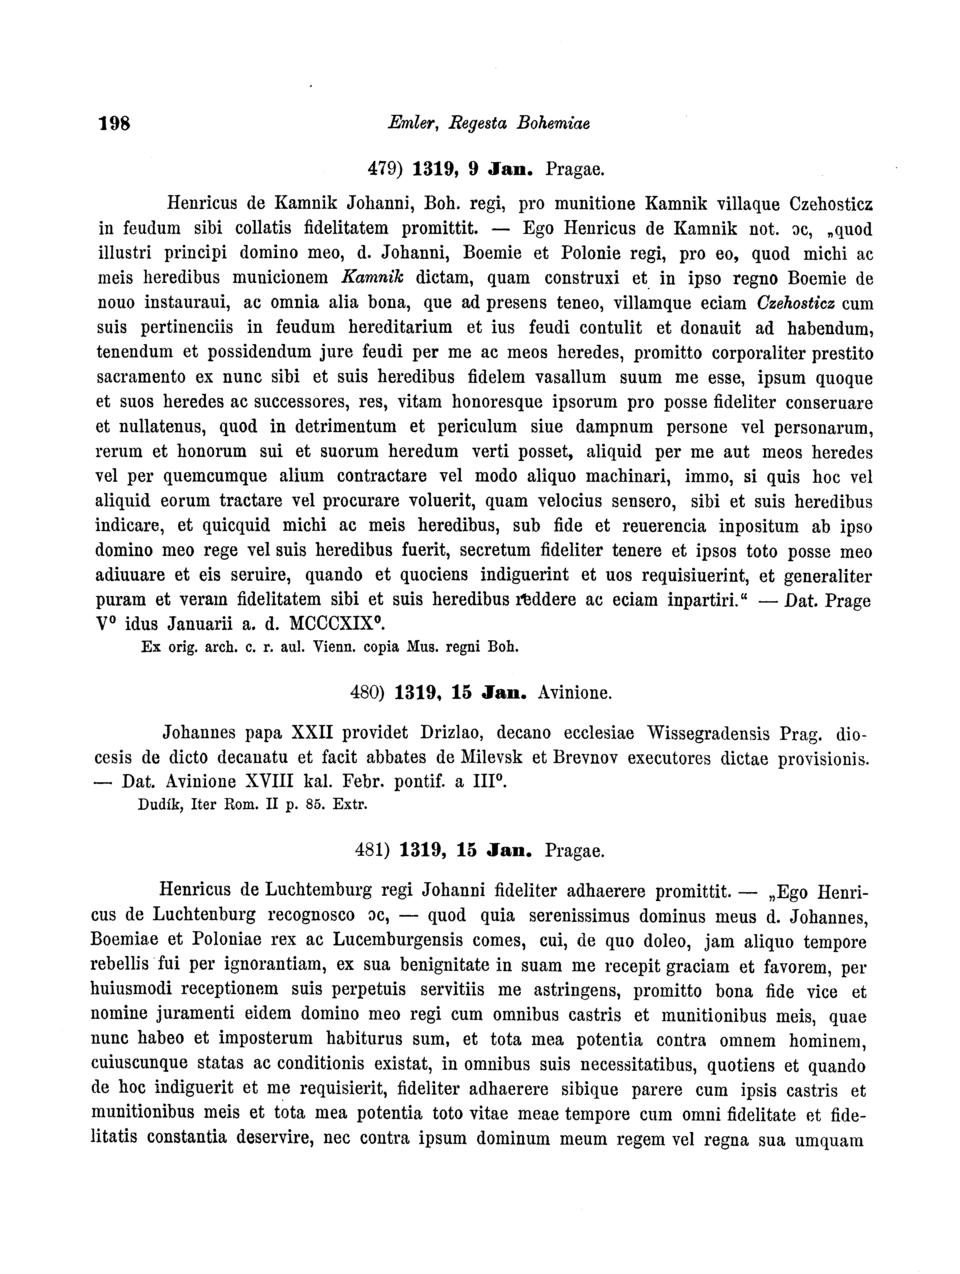 198 Emler, Regesta Bohemiae
479) 1319, 9 Jan. Pragae.
Henricus de Kamnik Johanni, Boh. regi, pro munitione Kamnik villaque Czehosticz
in feudum sibi collatis fidelitatem promittit. — Ego Henricus de Kamnik not. ɔc, „quod
illustri principi domino meo, d. Johanni, Boemie et Polonie regi, pro eo, quod michi ac
meis heredibus municionem Kamnik dictam, quam construxi et in ipso regno Boemie de
nouo instauraui, ac omnia alia bona, que ad presens teneo, villamque eciam Czehosticz cum
suis pertinenciis in feudum hereditarium et ius feudi contulit et donauit ad habendum,
tenendum et possidendum jure feudi per me ac meos heredes, promitto corporaliter prestito
sacramento ex nunc sibi et suis heredibus fidelem vasallum suum me esse, ipsum quoque
et suos heredes ac successores, res, vitam honoresque ipsorum pro posse fideliter conseruare
et nullatenus, quod in detrimentum et periculum siue dampnum persone vel personarum,
rerum et honorum sui et suorum heredum verti posset, aliquid per me aut meos heredes
vel per quemcumque alium contractare vel modo aliquo machinari, immo, si quis hoc vel
aliquid eorum tractare vel procurare voluerit, quam velocius sensero, sibi et suis heredibus
indicare, et quicquid michi ac meis heredibus, sub fide et reuerencia inpositum ab ipso
domino meo rege vel suis heredibus fuerit, secretum fideliter tenere et ipsos toto posse meo
adiuuare et eis seruire, quando et quociens indiguerint et uos requisiuerint, et generaliter
puram et veram fidelitatem sibi et suis heredibus reddere ac eciam inpartiri.“ — Dat. Prage
V⁰ idus Januarii a. d. MCCCXIX⁰.
Ex orig. arch. c. r. aul. Vienn. copia Mus. regni Boh.
480) 1319, 15 Jan. Avinione.
Johannes papa XXII providet Drizlao, decano ecclesiae Wissegradensis Prag. dio-
cesis de dicto decanatu et facit abbates de Milevsk et Brevnov executores dictae provisionis.
— Dat. Avinione XVIII kal. Febr. pontif. a III⁰.
Dudík, Iter Rom. II p. 85. Extr.
481) 1319, 15 Jan. Pragae.
Henricus de Luchtemburg regi Johanni fideliter adhaerere promittit. — „Ego Henri-
cus de Luchtenburg recognosco ɔc, — quod quia serenissimus dominus meus d. Johannes,
Boemiae et Poloniae rex ac Lucemburgensis comes, cui, de quo doleo, jam aliquo tempore
rebellis fui per ignorantiam, ex sua benignitate in suam me recepit graciam et favorem, per
huiusmodi receptionem suis perpetuis servitiis me astringens, promitto bona fide vice et
nomine juramenti eidem domino meo regi cum omnibus castris et munitionibus meis, quae
nunc habeo et imposterum habiturus sum, et tota mea potentia contra omnem hominem,
cuiuscunque statas ac conditionis existat, in omnibus suis necessitatibus, quotiens et quando
de hoc indiguerit et me requisierit, fideliter adhaerere sibique parere cum ipsis castris et
munitionibus meis et tota mea potentia toto vitae meae tempore cum omni fidelitate et fide-
litatis constantia deservire, nec contra ipsum dominum meum regem vel regna sua umquam